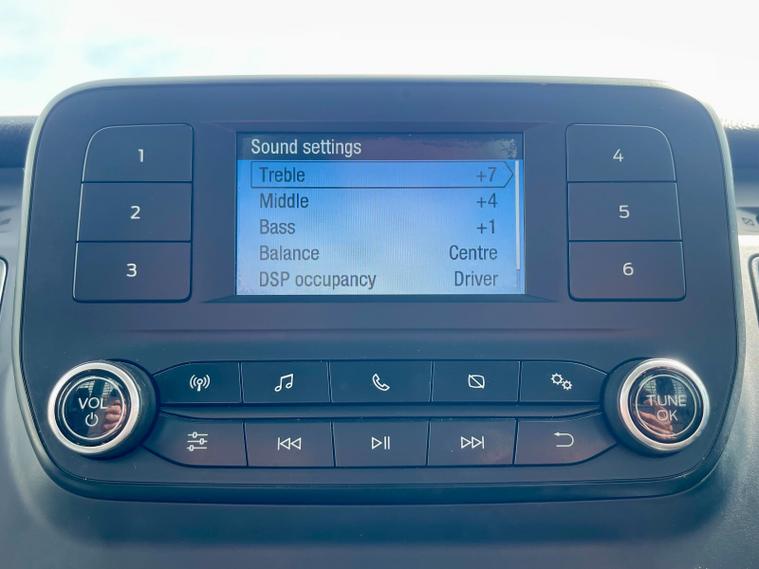 Sound settings
Treble +7
Middle +4
Bass +1
Balance Centre
DSP occupancy Driver
1
2
3
4
5
6
VOL
TUNE
OK